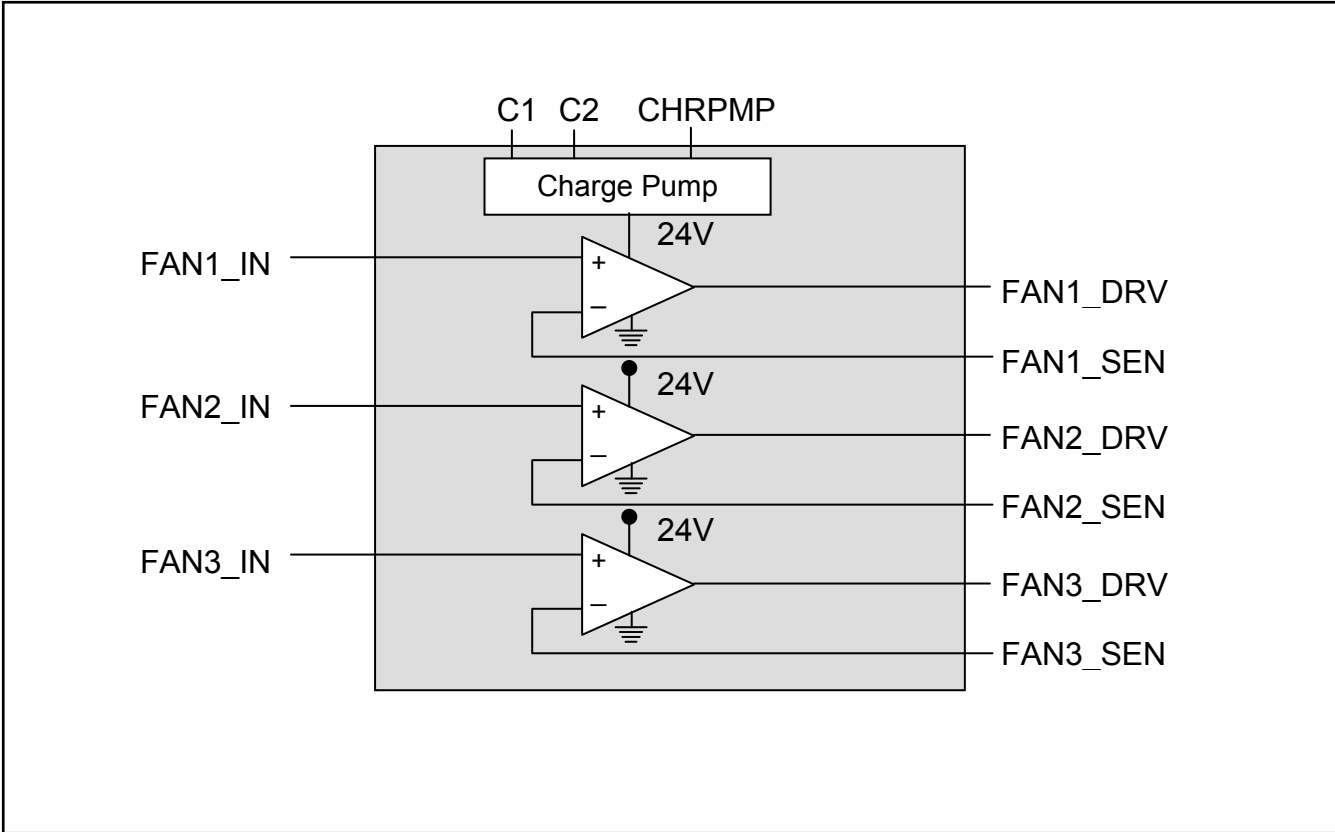 C1 C2 CHRPMP
Charge Pump
24V
FAN1_IN
+
−
FAN1_DRV
FAN1_SEN
24V
FAN2_IN
+
−
FAN2_DRV
FAN2_SEN
24V
FAN3_IN
+
−
FAN3_DRV
FAN3_SEN